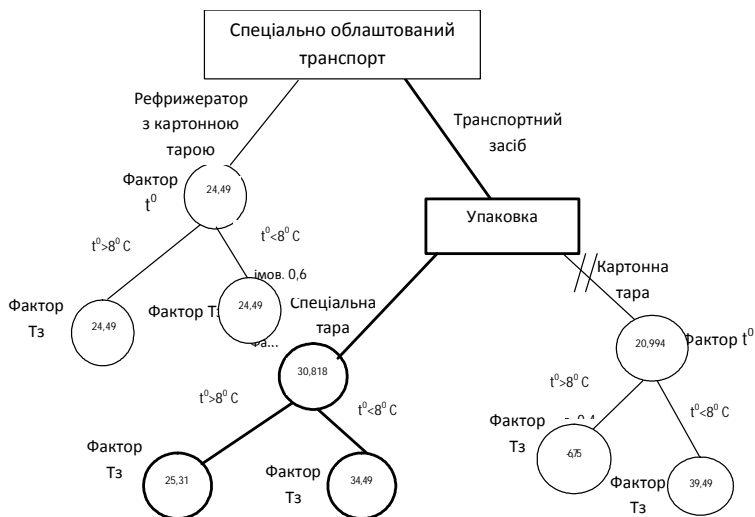 Спеціально облаштований
транспорт
Рефрижератор
з картонною
тарою
Транспортний
засіб
Фактор
t⁰
24,49
Упаковка
t⁰>8⁰ C
t⁰<8⁰ C
імов. 0,6
Картонна
тара
Фактор
Тз
24,49
Фактор Тз
24,49
Спеціальна
тара
20,994
Фактор t⁰
30,818
t⁰>8⁰ C
t⁰<8⁰ C
t⁰>8⁰ C
t⁰<8⁰ C
Фактор
Тз
-6,75
Фактор
Тз
25,31
Фактор
Тз
34,49
Фактор
Тз
39,49